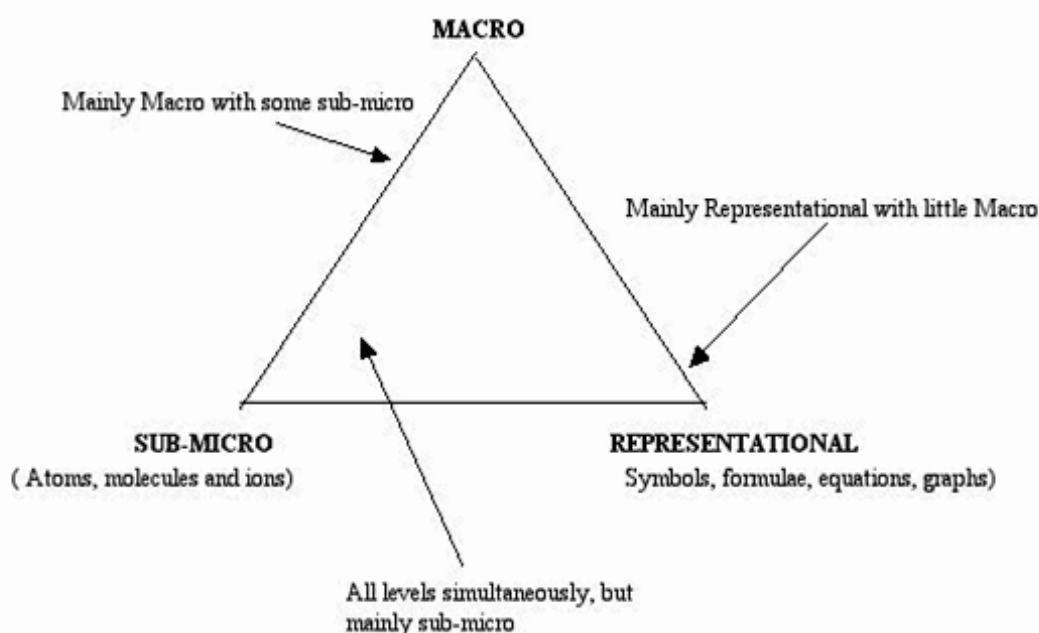 MACRO
Mainly Macro with some sub-micro
Mainly Representational with little Macro
SUB-MICRO
( Atoms, molecules and ions)
REPRESENTATIONAL
Symbols, formulae, equations, graphs)
All levels simultaneously, but
mainly sub-micro